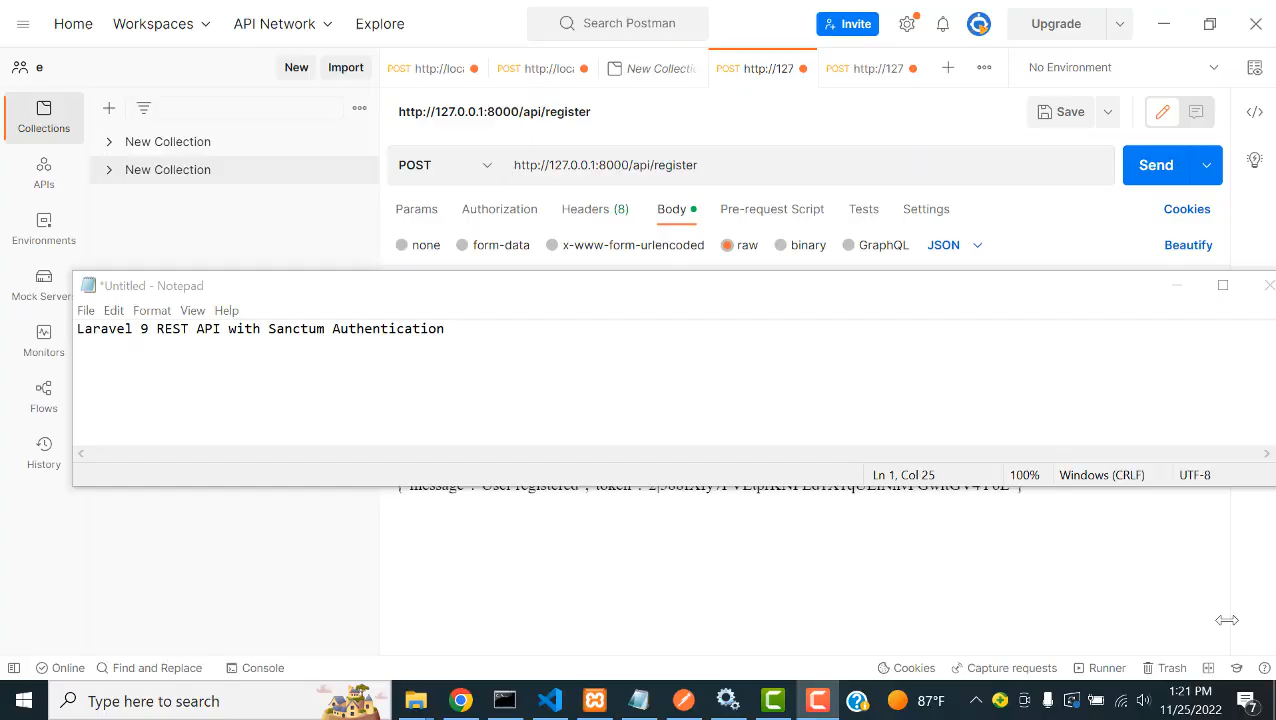 Home
Workspaces
API Network
Explore
Search Postman
Invite
Upgrade
e
New
Import
POST http://loca
POST http://loca
New Collectic
POST http://127
POST http://127
No Environment
Collections
New Collection
New Collection
http://127.0.0.1:8000/api/register
Save
POST
http://127.0.0.1:8000/api/register
Send
APIs
Params
Authorization
Headers (8)
Body
Pre-request Script
Tests
Settings
Cookies
Environments
none
form-data
x-www-form-urlencoded
raw
binary
GraphQL
JSON
Beautify
Mock Servers
*Untitled - Notepad
File
Edit
Format
View
Help
Laravel 9 REST API with Sanctum Authentication
Monitors
Flows
History
Ln 1, Col 25
100%
Windows (CRLF)
UTF-8
Online
Find and Replace
Console
Cookies
Capture requests
Runner
Trash
Type here to search
87°F
1:21 PM
11/25/2022
7